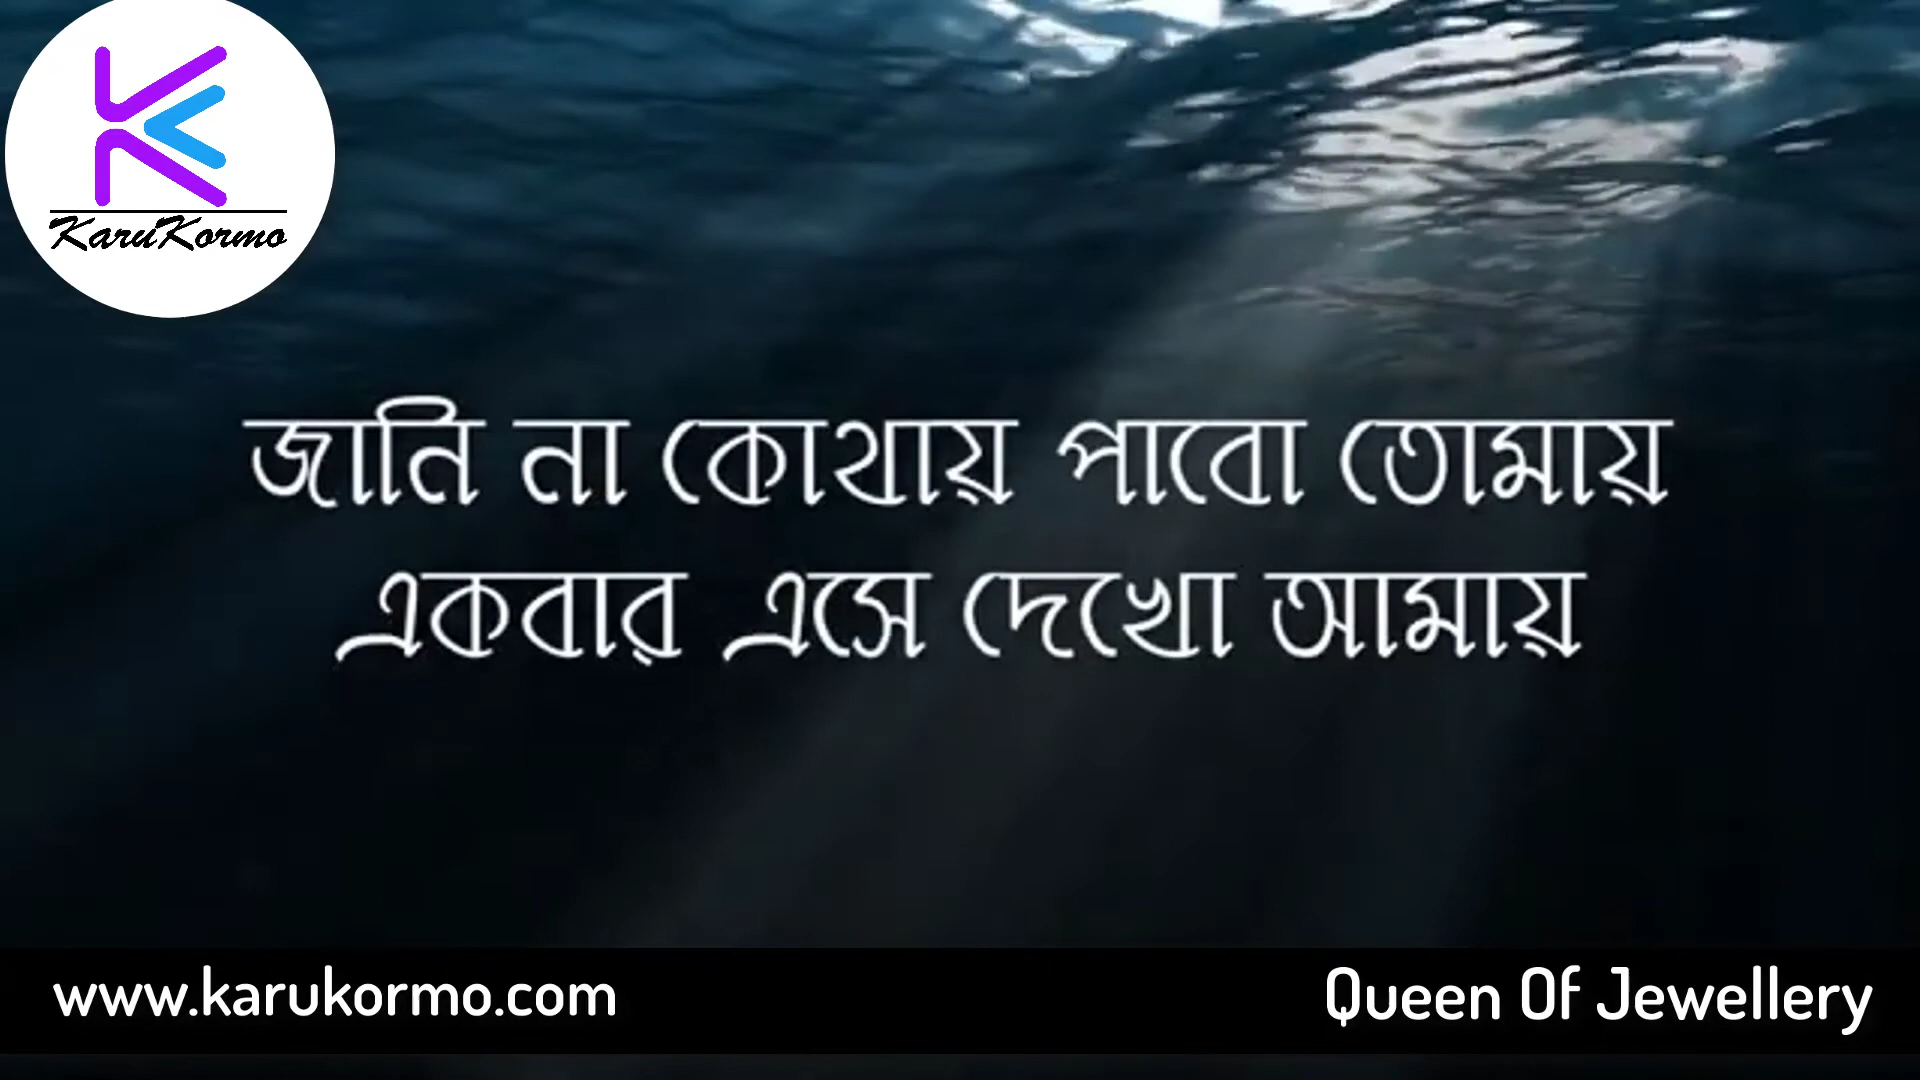 KaruKormo
জানি না কোথায় পাবো তোমায়
একবার এসে দেখো আমায়
www.karukormo.com
Queen Of Jewellery